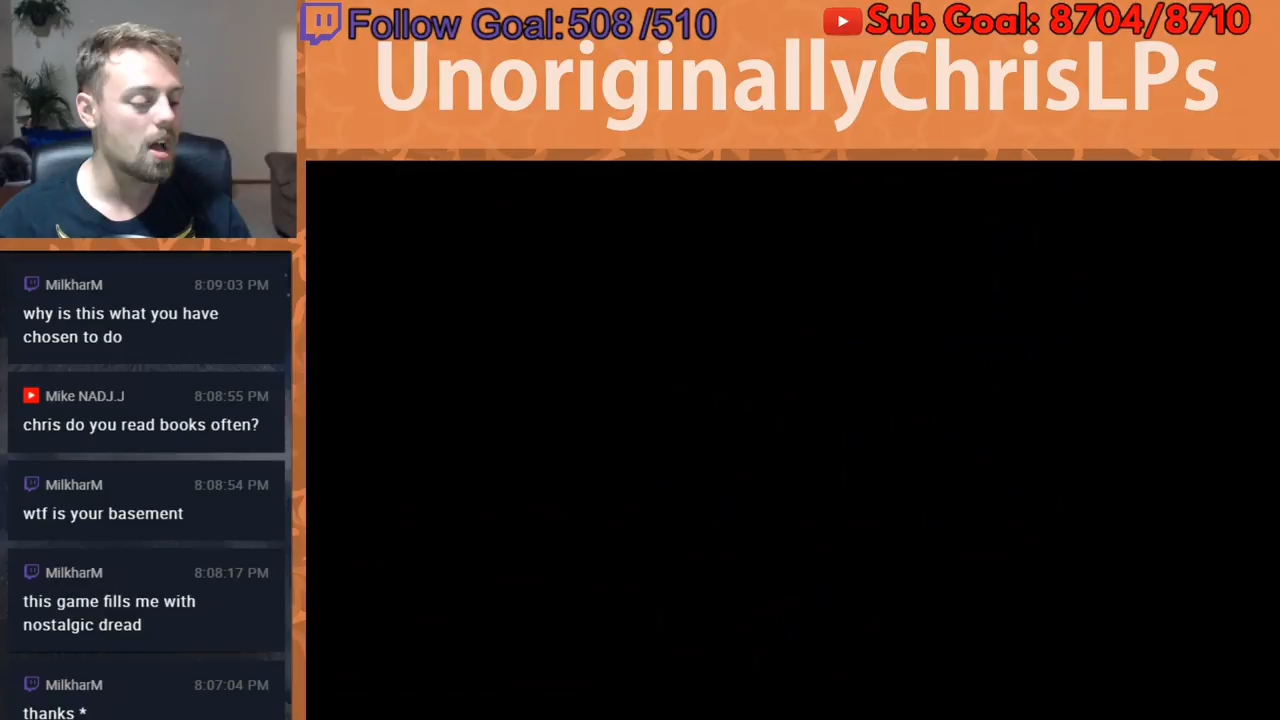 Follow Goal: 508 /510
Sub Goal: 8704/8710
UnoriginallyChrisLPs
MilkharM 8:09:03 PM
why is this what you have
chosen to do
Mike NADJ.J 8:08:55 PM
chris do you read books often?
MilkharM 8:08:54 PM
wtf is your basement
MilkharM 8:08:17 PM
this game fills me with
nostalgic dread
MilkharM 8:07:04 PM
thanks *